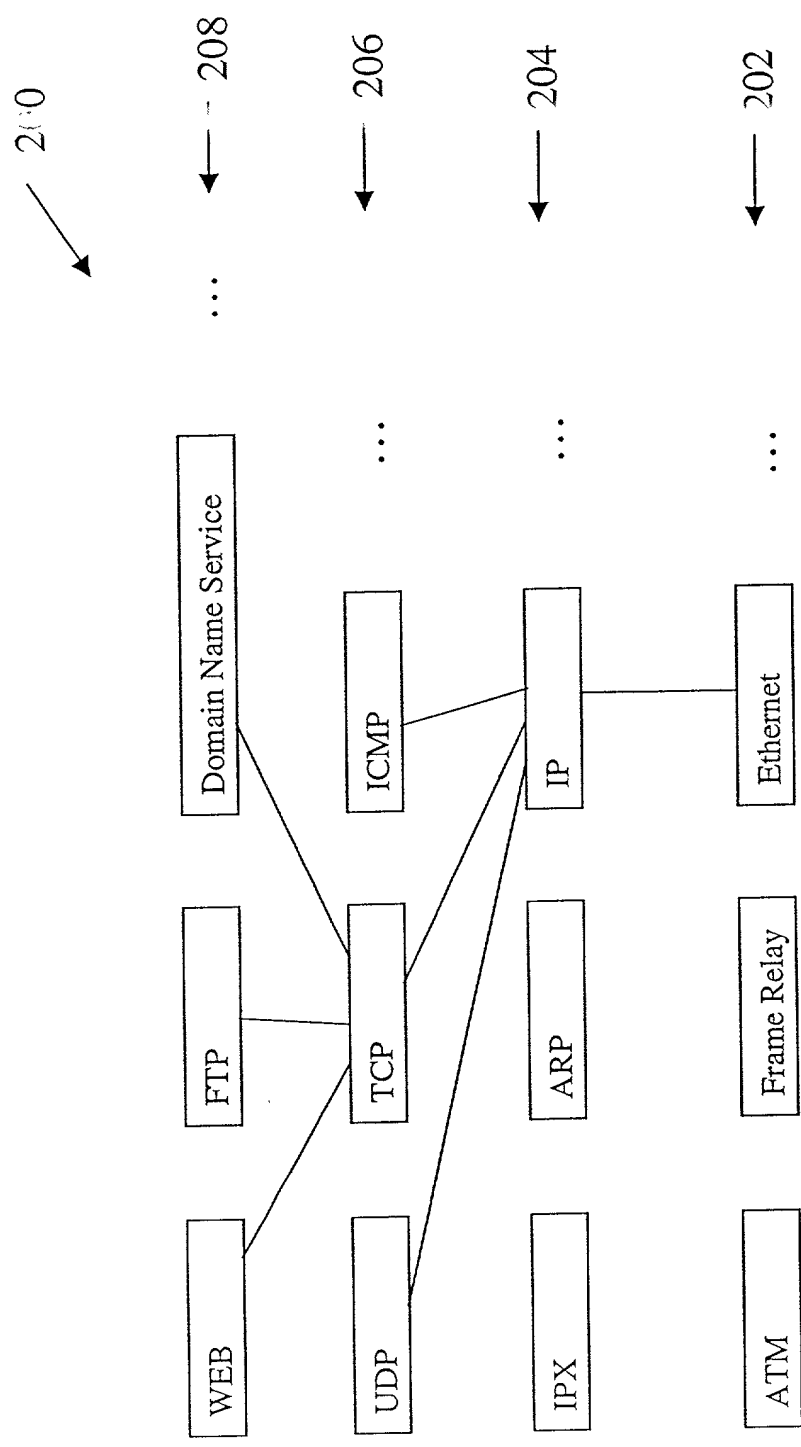 200
WEB FTP Domain Name Service ... 208
UDP TCP ICMP ... 206
IPX ARP IP ... 204
ATM Frame Relay Ethernet ... 202